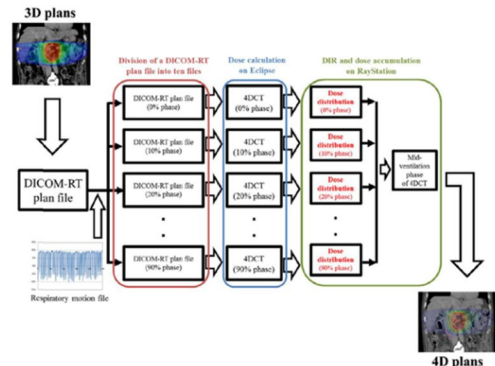 3D plans
Division of a DICOM-RT
plan file into ten files
Dose calculation
on Eclipse
DIR and dose accumulation
on RayStation
DICOM-RT plan file
(0% phase)
4DCT
(0% phase)
Dose
distribution
(0% phase)
DICOM-RT plan file
(10% phase)
4DCT
(10% phase)
Dose
distribution
(10% phase)
DICOM-RT
plan file
DICOM-RT plan file
(20% phase)
4DCT
(20% phase)
Dose
distribution
(20% phase)
Mid-
ventilation
phase
of 4DCT
DICOM-RT plan file
(90% phase)
4DCT
(90% phase)
Dose
distribution
(90% phase)
Respiratory motion file
4D plans